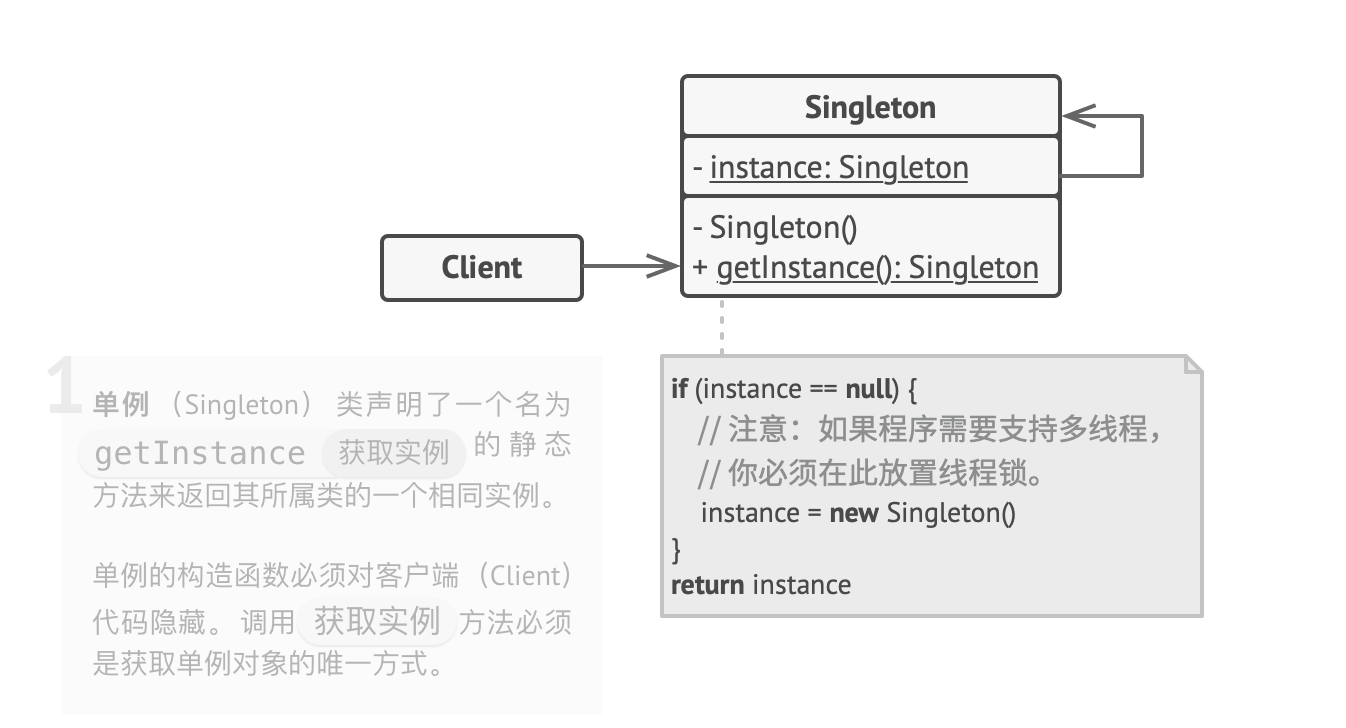 Singleton
- instance: Singleton
- Singleton()
+ getInstance(): Singleton
Client
1
单例 （Singleton） 类声明了一个名为
getInstance 获取实例 的静态
方法来返回其所属类的一个相同实例。
单例的构造函数必须对客户端 （Client）
代码隐藏。 调用 获取实例 方法必须
是获取单例对象的唯一方式。
if (instance == null) {
// 注意：如果程序需要支持多线程，
// 你必须在此放置线程锁。
instance = new Singleton()
}
return instance